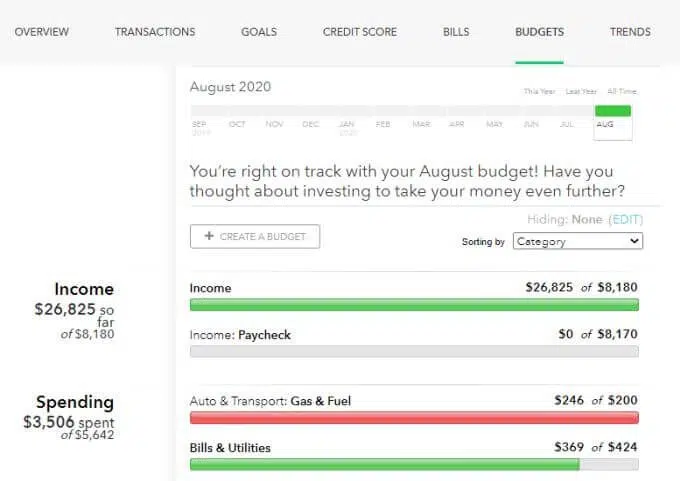 OVERVIEW TRANSACTIONS GOALS CREDIT SCORE BILLS BUDGETS TRENDS
August 2020
This Year Last Year All Time
SEP OCT NOV DEC JAN FEB MAR APR MAY JUN JUL AUG
2019 2020
You're right on track with your August budget! Have you
thought about investing to take your money even further?
Hiding: None (EDIT)
+ CREATE A BUDGET
Sorting by Category
Income
$26,825 so
far
of $8,180
Income $26,825 of $8,180
Income: Paycheck $0 of $8,170
Spending
$3,506 spent
of $5,642
Auto & Transport: Gas & Fuel $246 of $200
Bills & Utilities $369 of $424